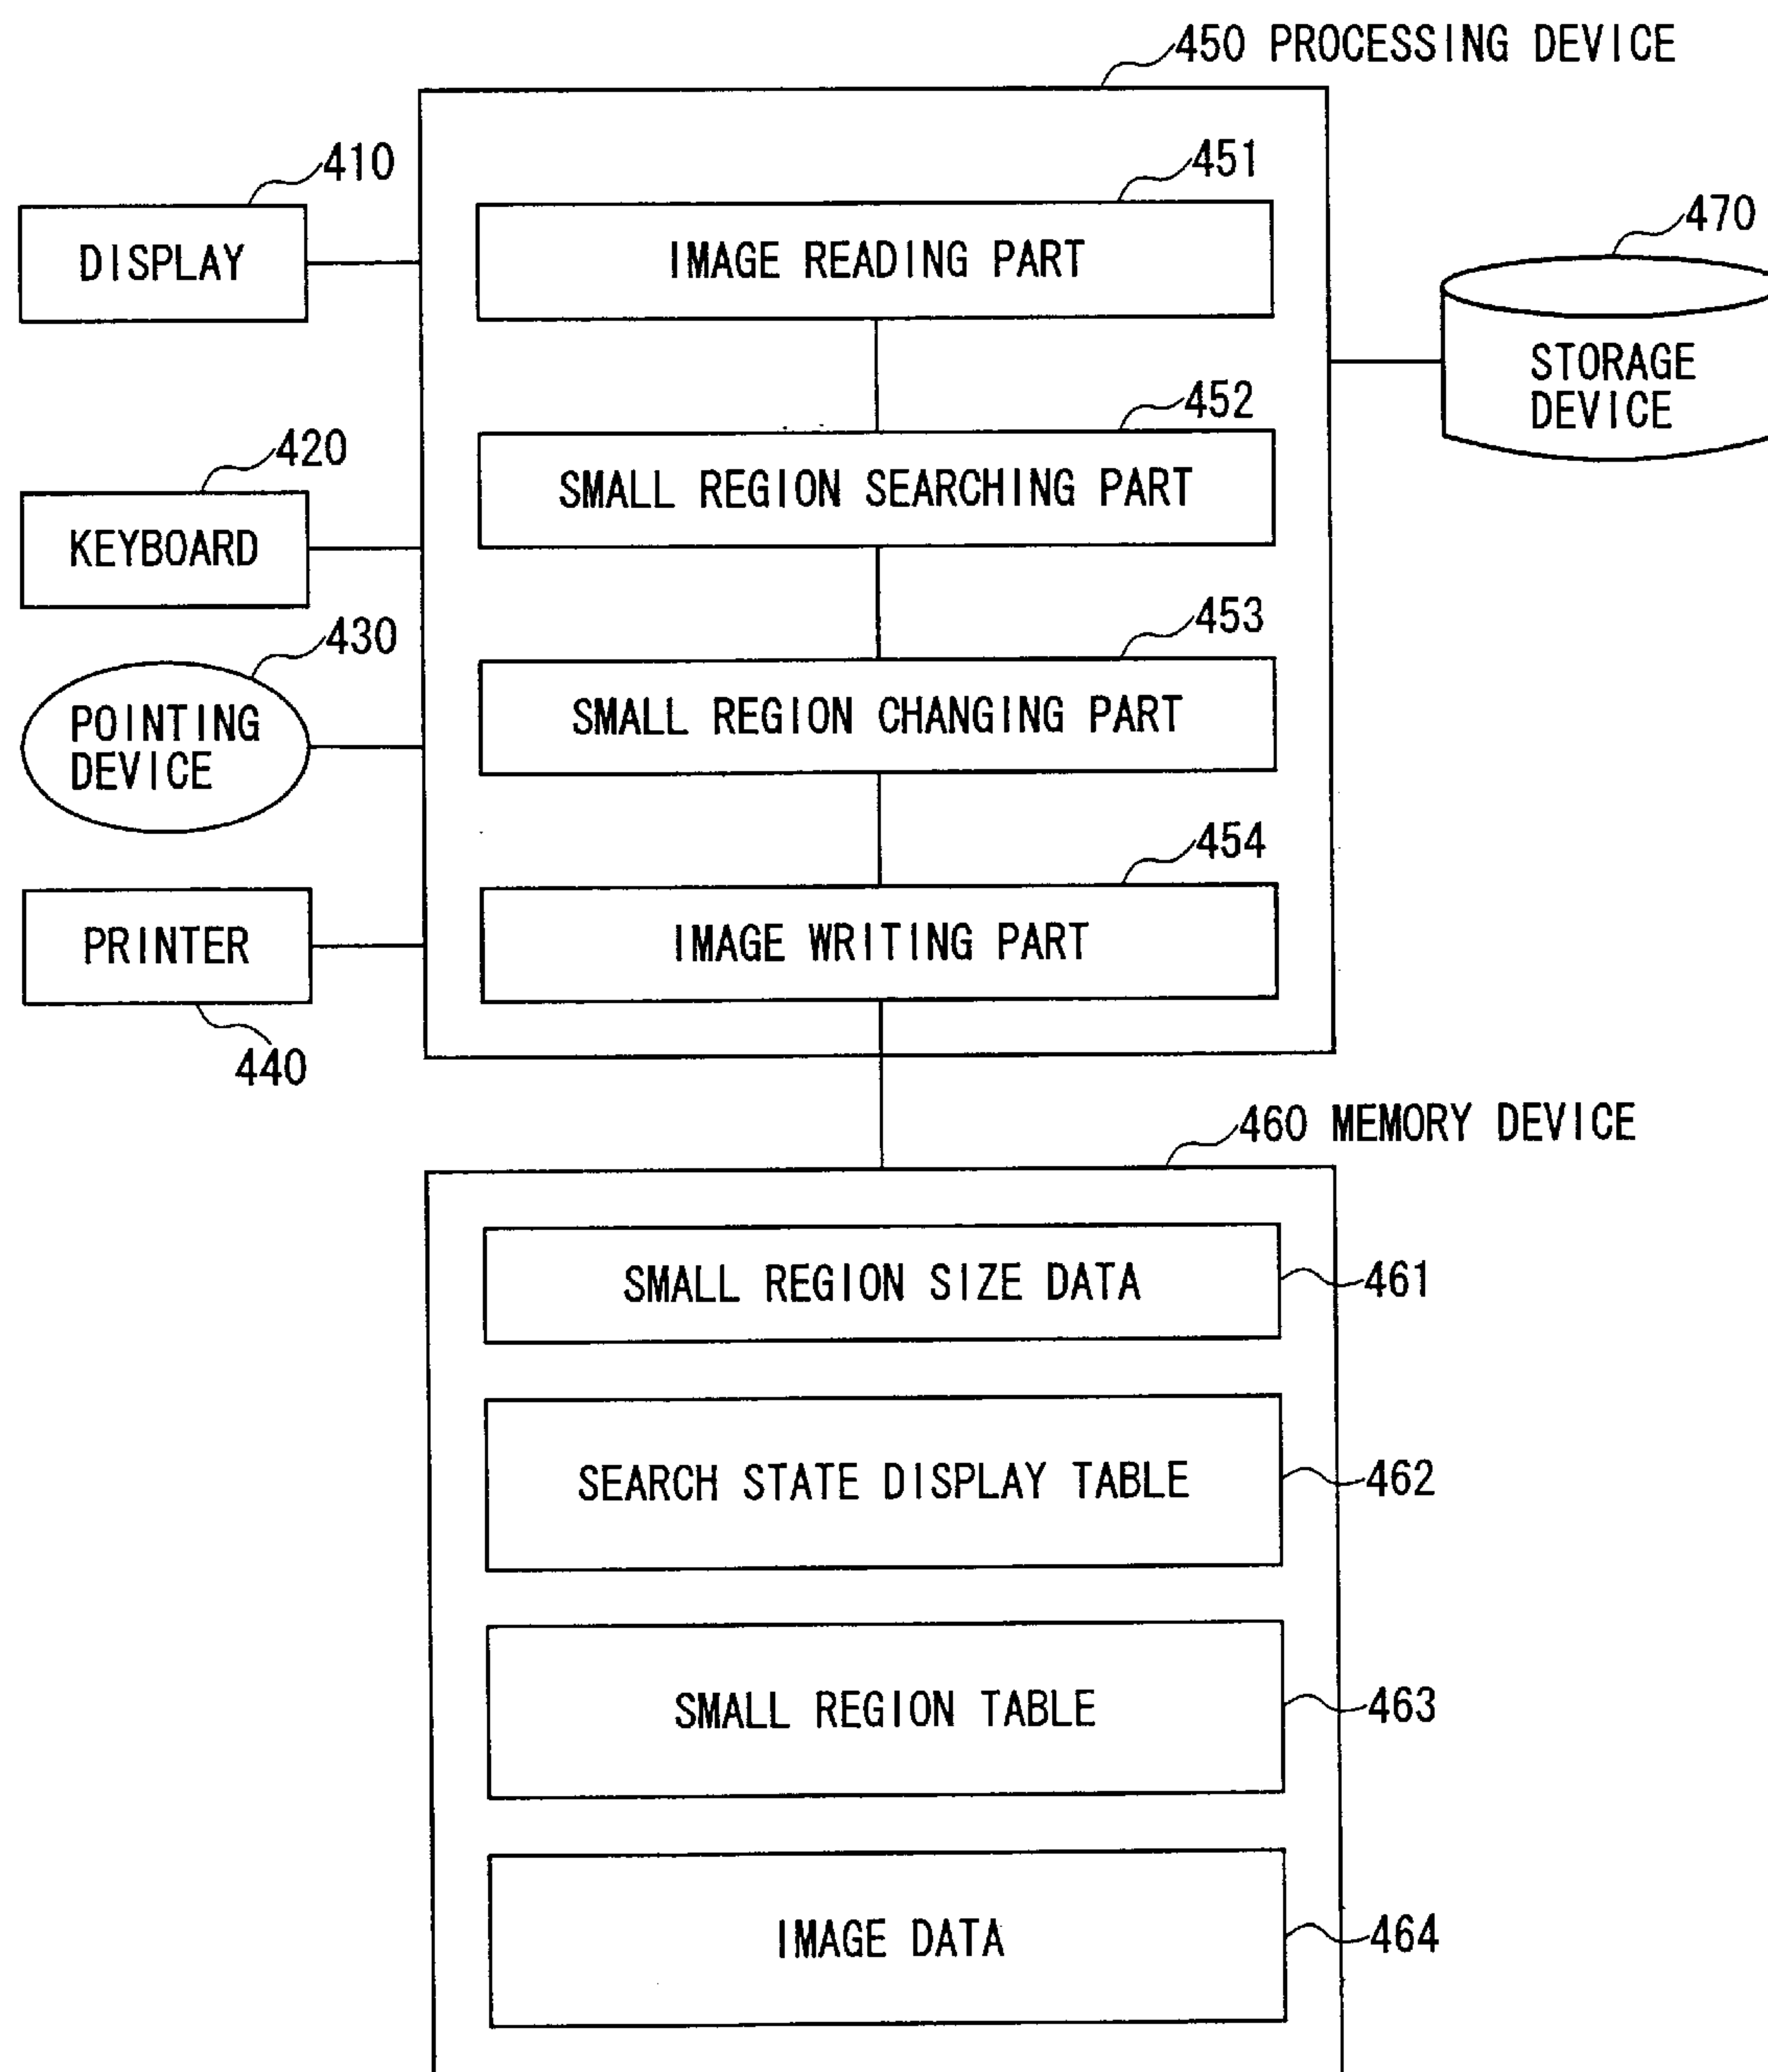 450 PROCESSING DEVICE
410
DISPLAY
451
IMAGE READING PART
470
STORAGE
DEVICE
452
SMALL REGION SEARCHING PART
420
KEYBOARD
453
SMALL REGION CHANGING PART
430
POINTING
DEVICE
454
IMAGE WRITING PART
PRINTER
440
460 MEMORY DEVICE
SMALL REGION SIZE DATA
461
SEARCH STATE DISPLAY TABLE
462
SMALL REGION TABLE
463
IMAGE DATA
464